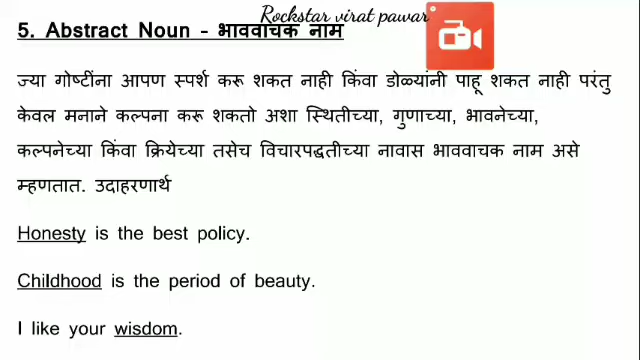 Rockstar virat pawar
5. Abstract Noun - भाववाचक नाम
ज्या गोष्टींना आपण स्पर्श करू शकत नाही किंवा डोळ्यांनी पाहू शकत नाही परंतु
केवल मनाने कल्पना करू शकतो अशा स्थितीच्या, गुणाच्या, भावनेच्या,
कल्पनेच्या किंवा क्रियेच्या तसेच विचारपद्धतीच्या नावास भाववाचक नाम असे
म्हणतात. उदाहरणार्थ
Honesty is the best policy.
Childhood is the period of beauty.
I like your wisdom.